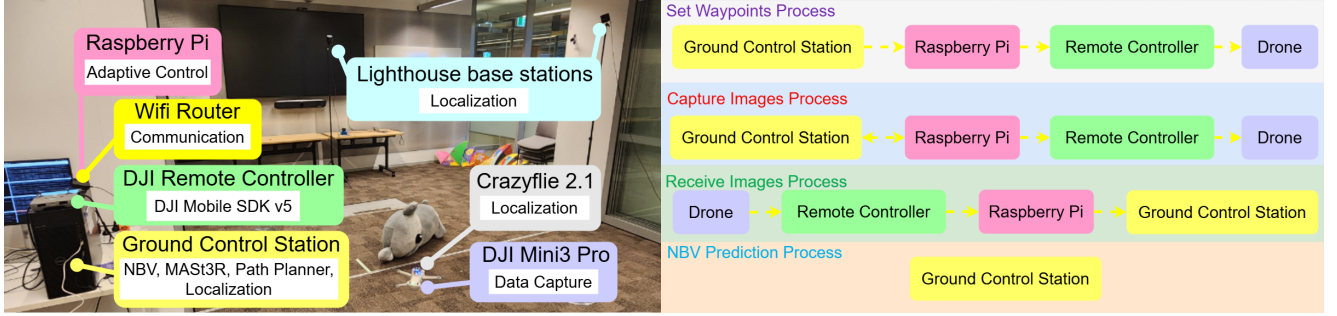 Raspberry Pi
Adaptive Control
Wifi Router
Communication
DJI Remote Controller
DJI Mobile SDK v5
Ground Control Station
NBV, MASt3R, Path Planner,
Localization
Lighthouse base stations
Localization
Crazyflie 2.1
Localization
DJI Mini3 Pro
Data Capture
Set Waypoints Process
Ground Control Station Raspberry Pi Remote Controller Drone
Capture Images Process
Ground Control Station Raspberry Pi Remote Controller Drone
Receive Images Process
Drone Remote Controller Raspberry Pi Ground Control Station
NBV Prediction Process
Ground Control Station